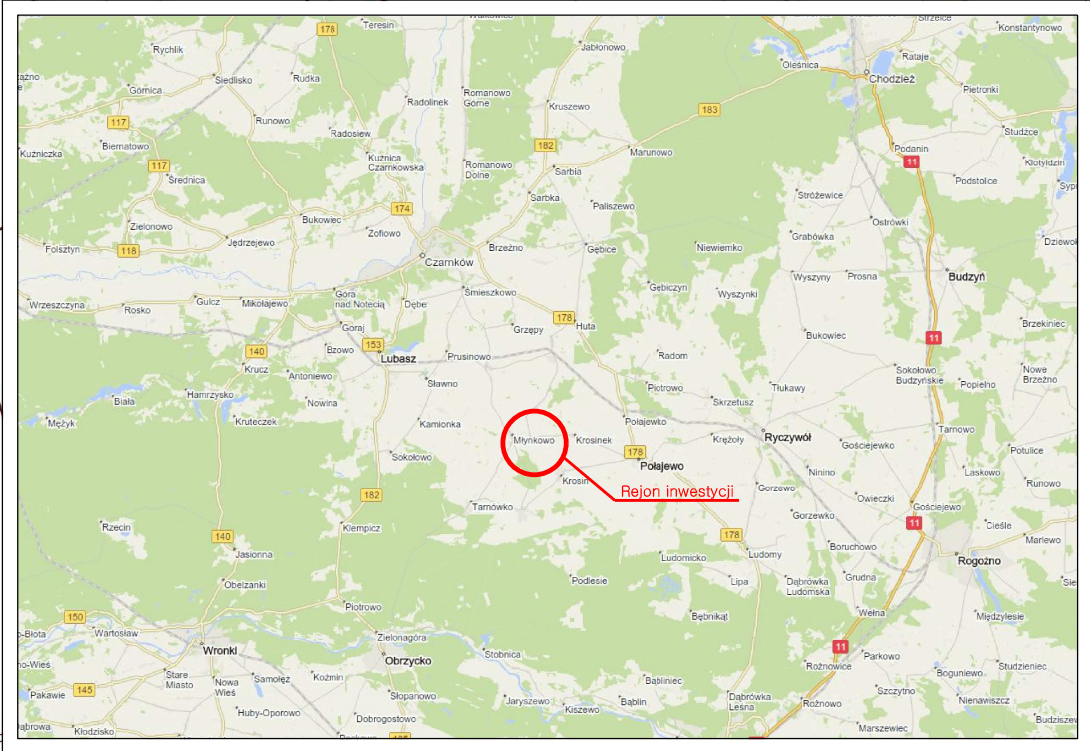 Strzelce
178
Teresin
Konstantynowo
Rychlik
Jabłonowo
Rataje
Oleśnica
Chodzież
Siedlisko
Rudka
Górnica
Romanowo
Górne
Pietronki
Radolinek
Kruszewo
183
117
Runowo
Radosiew
Studźce
Biernatowo
182
Podanin
Kuźniczka
Kuźnica
Czarnkowska
Marunowo
117
Romanowo
Dolne
Sarbia
11
Klotyldzin
Średnica
Podstolice
Stróżewice
Sarbka
Paliszewo
174
Bukowiec
Ostrówki
Zielonowo
Zofiowo
Grabówka
Jędrzejewo
Brzeźno
Gębice
Niewiemko
Folsztyn
118
Czarnków
Wyszyny
Prosna
Budzyń
Śmieszkowo
Gębiczyn
Wyszynki
Góra
nad Notecią
Dębe
Wrzeszczyna
Rosko
Gulcz
Mikołajewo
178
Huta
Goraj
Grzępy
Brzekiniec
Bukowiec
11
153
140
Bzowo
Lubasz
Prusinowo
Radom
Krucz
Antoniewo
Sokołowo
Budzyńskie
Nowe
Brzeźno
Sławno
Popielno
Piotrowo
Tłukawy
Biała
Hamrzysko
Nowina
Skrzetusz
Mężyk
Kruteczek
Kamionka
Połajewko
Tarnowo
Młynkowo
Krosinek
Krężoły
Ryczywół
Gościejewko
Potulice
178
Sokołowo
Połajewo
Ninino
Laskowo
Krosin
Gorzewo
Runowo
Rejon inwestycji
182
Owieczki
Tarnówko
Gorzewko
Gościejewo
Rzecin
Klempicz
11
Cieśle
140
178
Marlewo
Jasionna
Ludomicko
Ludomy
Boruchowo
Rogoźno
Podlesie
Lipa
Dąbrówka
Ludomska
Grudna
Obelzanki
Piotrowo
Wełna
Bębnikąt
Międzylesie
150
Wartosław
Zielonagóra
Wronki
Obrzycko
Stobnica
11
Parkowo
Rożnowice
Studzieniec
Stare
Miasto
Nowa
Wieś
Samołęż
Koźmin
Bąbliniec
Boguniewo
Pakawie
145
Słopanowo
Jaryszewo
Kiszewo
Bąblin
Dąbrówka
Leśna
Rożnowo
Szczytno
Nienawiszcz
Huby-Oporowo
Dobrogostowo
Kłodzisko
Marszewiec